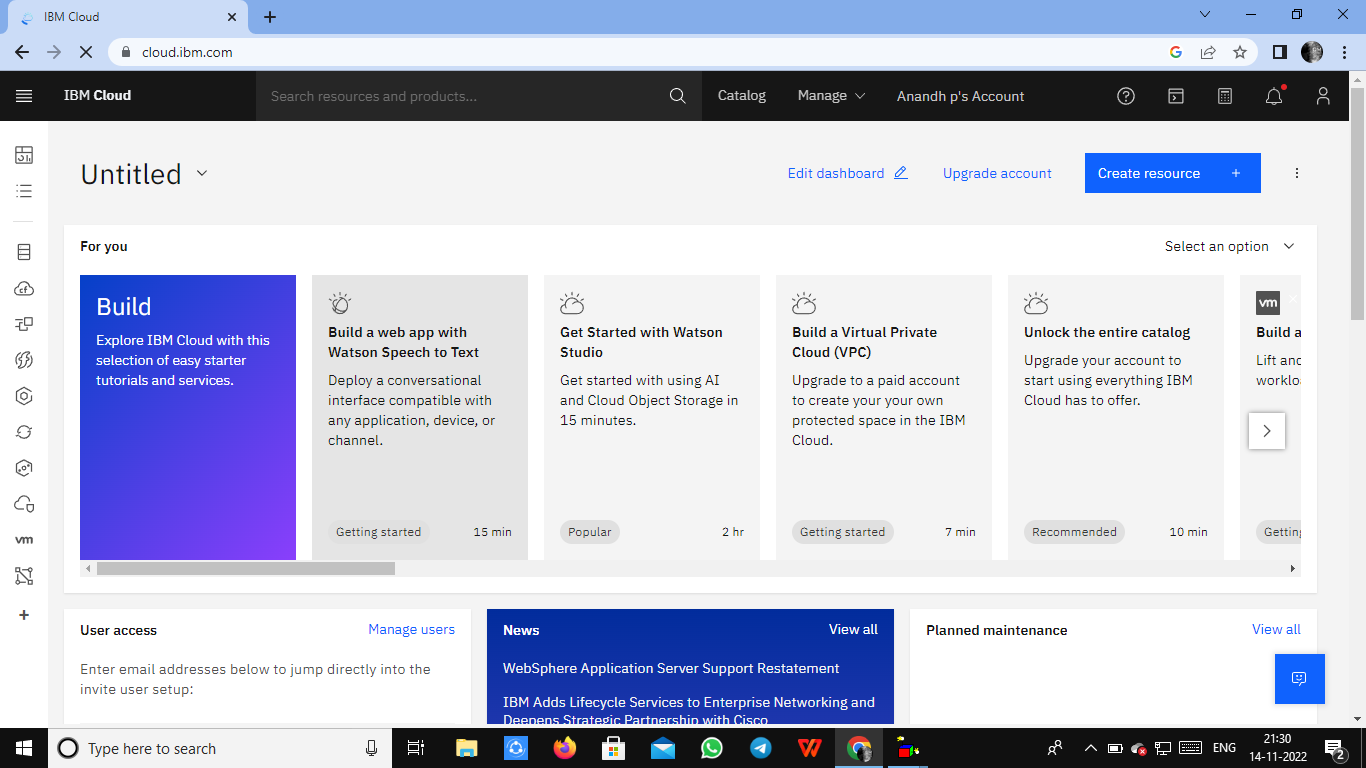 IBM Cloud
cloud.ibm.com
IBM Cloud
Search resources and products...
Catalog
Manage
Anandh p's Account
Untitled
Edit dashboard
Upgrade account
Create resource +
For you
Select an option
Build
Explore IBM Cloud with this
selection of easy starter
tutorials and services.
Build a web app with
Watson Speech to Text
Deploy a conversational
interface compatible with
any application, device, or
channel.
Getting started
15 min
Get Started with Watson
Studio
Get started with using AI
and Cloud Object Storage in
15 minutes.
Popular
2 hr
Build a Virtual Private
Cloud (VPC)
Upgrade to a paid account
to create your your own
protected space in the IBM
Cloud.
Getting started
7 min
Unlock the entire catalog
Upgrade your account to
start using everything IBM
Cloud has to offer.
Recommended
10 min
vm
Build a
Lift and
worklo
Getting
cf
vm
User access
Manage users
Enter email addresses below to jump directly into the
invite user setup:
News
View all
WebSphere Application Server Support Restatement
IBM Adds Lifecycle Services to Enterprise Networking and
Deepens Strategic Partnership with Cisco
Planned maintenance
View all
Type here to search
ENG
21:30
14-11-2022
2